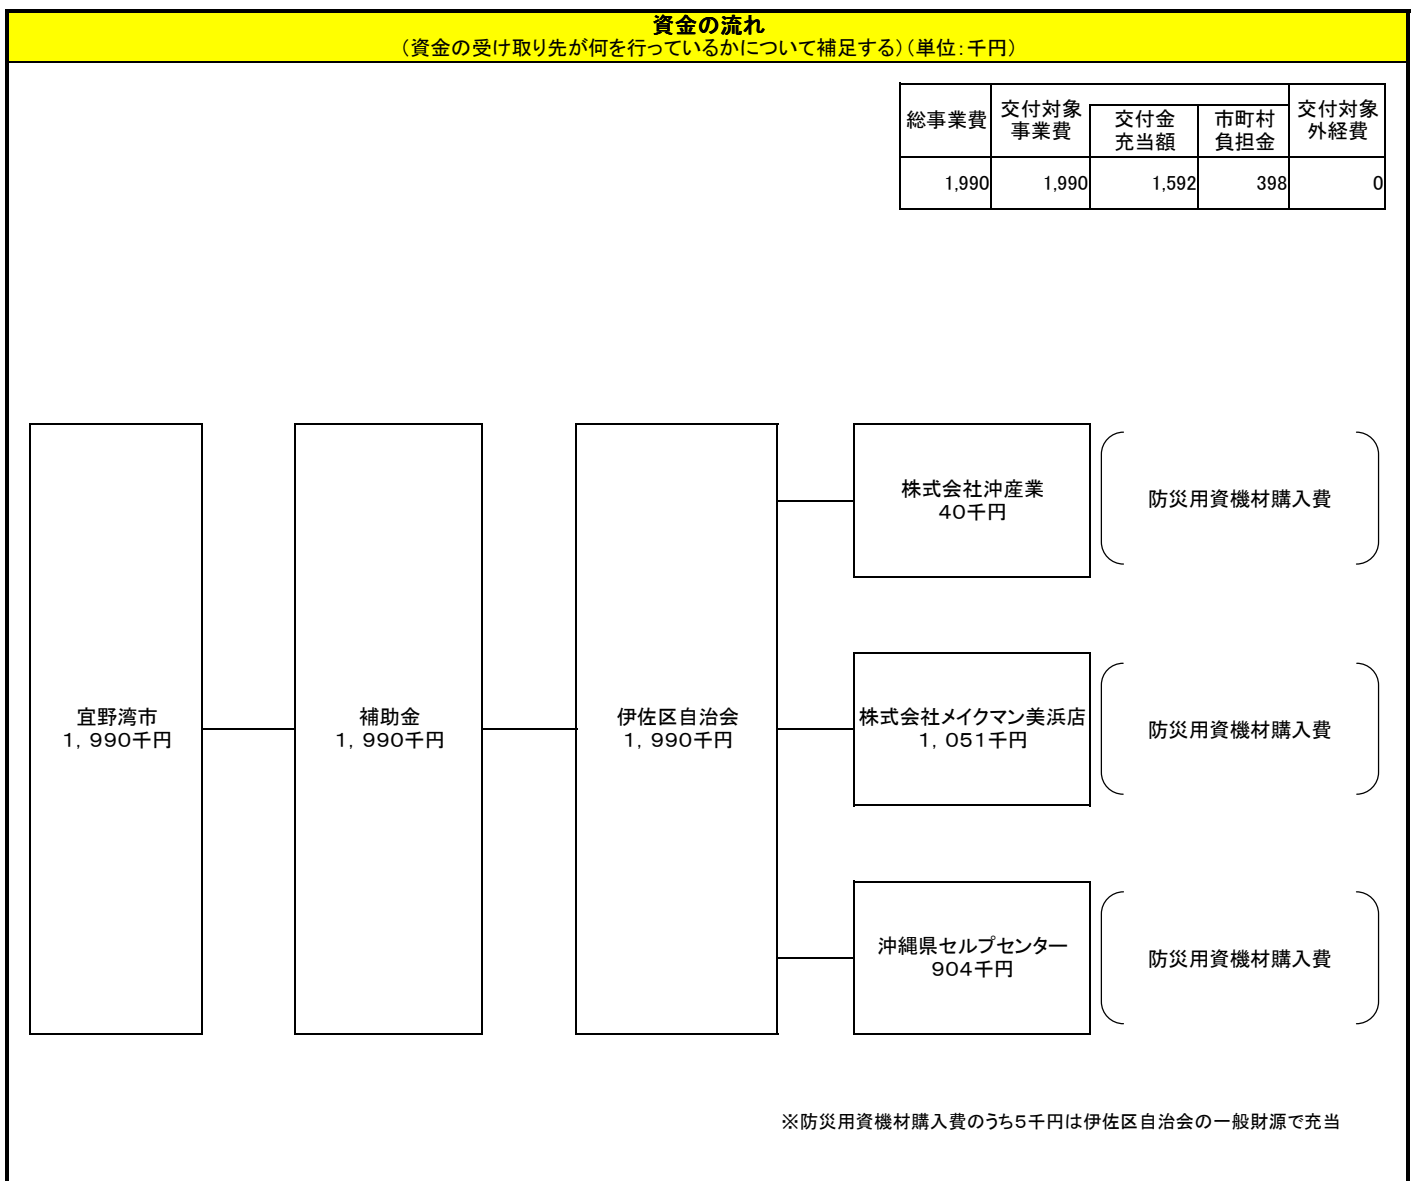 資金の流れ
（資金の受け取り先が何を行っているかについて補足する）（単位：千円）
総事業費
交付対象
事業費
交付金
充当額
市町村
負担金
交付対象
外経費
1,990
1,990
1,592
398
0
宜野湾市
１，９９０千円
補助金
１，９９０千円
伊佐区自治会
１，９９０千円
株式会社沖産業
４０千円
防災用資機材購入費
株式会社メイクマン美浜店
１，０５１千円
防災用資機材購入費
沖縄県セルプセンター
９０４千円
防災用資機材購入費
※防災用資機材購入費のうち５千円は伊佐区自治会の一般財源で充当